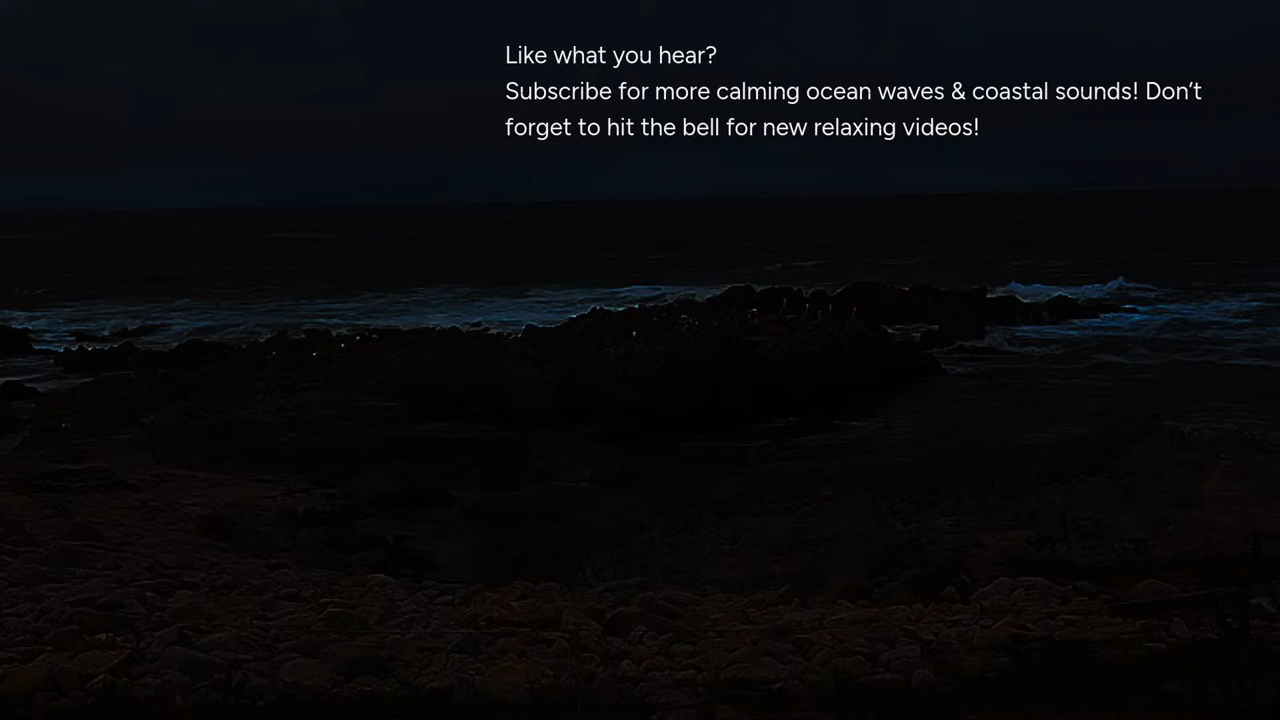 Like what you hear?
Subscribe for more calming ocean waves & coastal sounds! Don’t
forget to hit the bell for new relaxing videos!